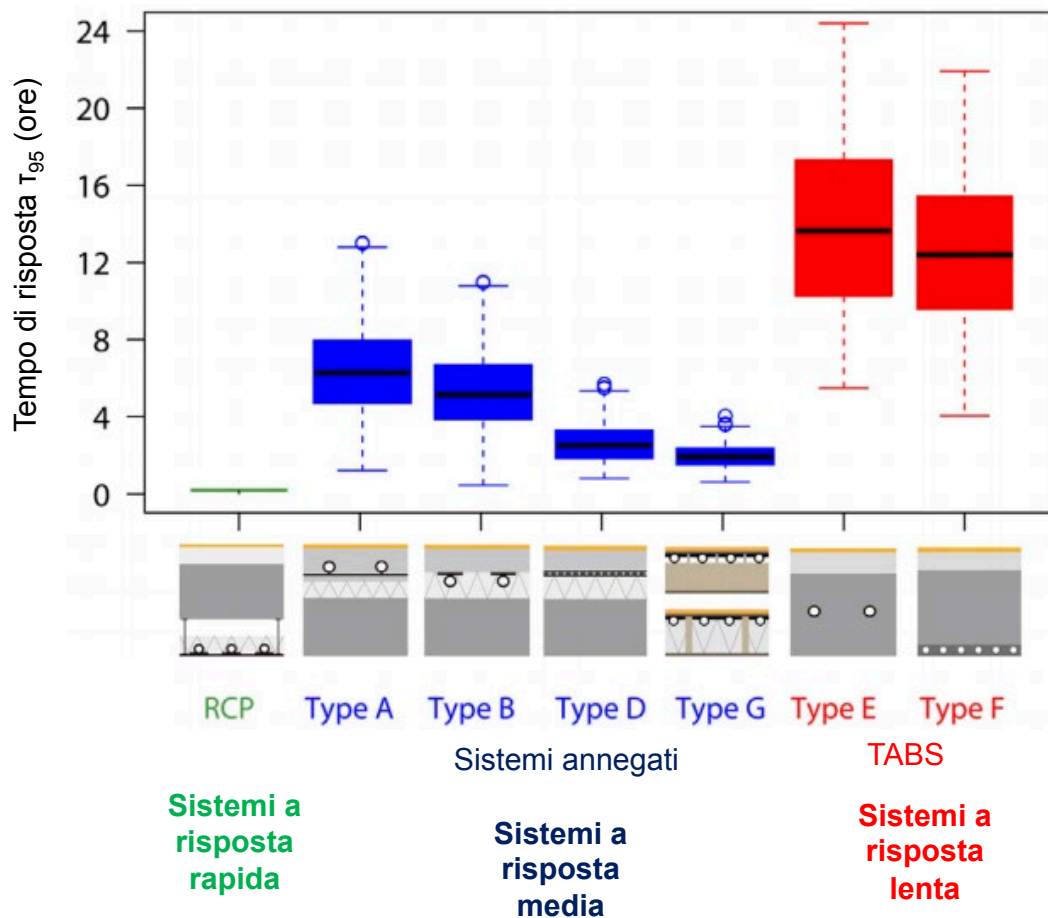 Tempo di risposta τ95 (ore)
24
20
16
12
8
4
0
RCP
Type A
Type B
Type D
Type G
Type E
Type F
Sistemi annegati
TABS
Sistemi a
risposta
rapida
Sistemi a
risposta
media
Sistemi a
risposta
lenta